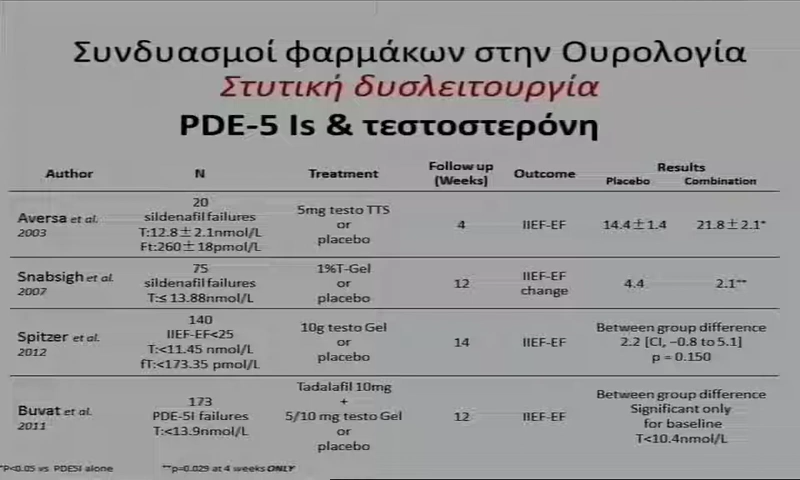 Συνδυασμοί φαρμάκων στην Ουρολογία
Στυτική δυσλειτουργία
PDE-5 Is & τεστοστερόνη
Author N Treatment Follow up (Weeks) Outcome Results
Placebo Combination
Aversa et al. 2003
20
sildenafil failures
T:12.8±2.1nmol/L
Ft:260±18pmol/L
5mg testo TTS
or
placebo
4
IIEF-EF
14.4±1.4
21.8±2.1*
Snabsigh et al. 2007
75
sildenafil failures
T:≤ 13.88nmol/L
1%T-Gel
or
placebo
12
IIEF-EF
change
4.4
2.1**
Spitzer et al.
2012
140
IIEF-EF<25
T:<11.45 nmol/L
fT:<173.35 pmol/L
10g testo Gel
or
placebo
14
IIEF-EF
Between group difference
2.2 [CI, –0.8 to 5.1]
p = 0.150
Buvat et al.
2011
173
PDE-5I failures
T:<13.9nmol/L
Tadalafil 10mg
+
5/10 mg testo Gel
or
placebo
12
IIEF-EF
Between group difference
Significant only
for baseline
T<10.4nmol/L
*P<0.05 vs PDE5I alone
**p=0.029 at 4 weeks ONLY